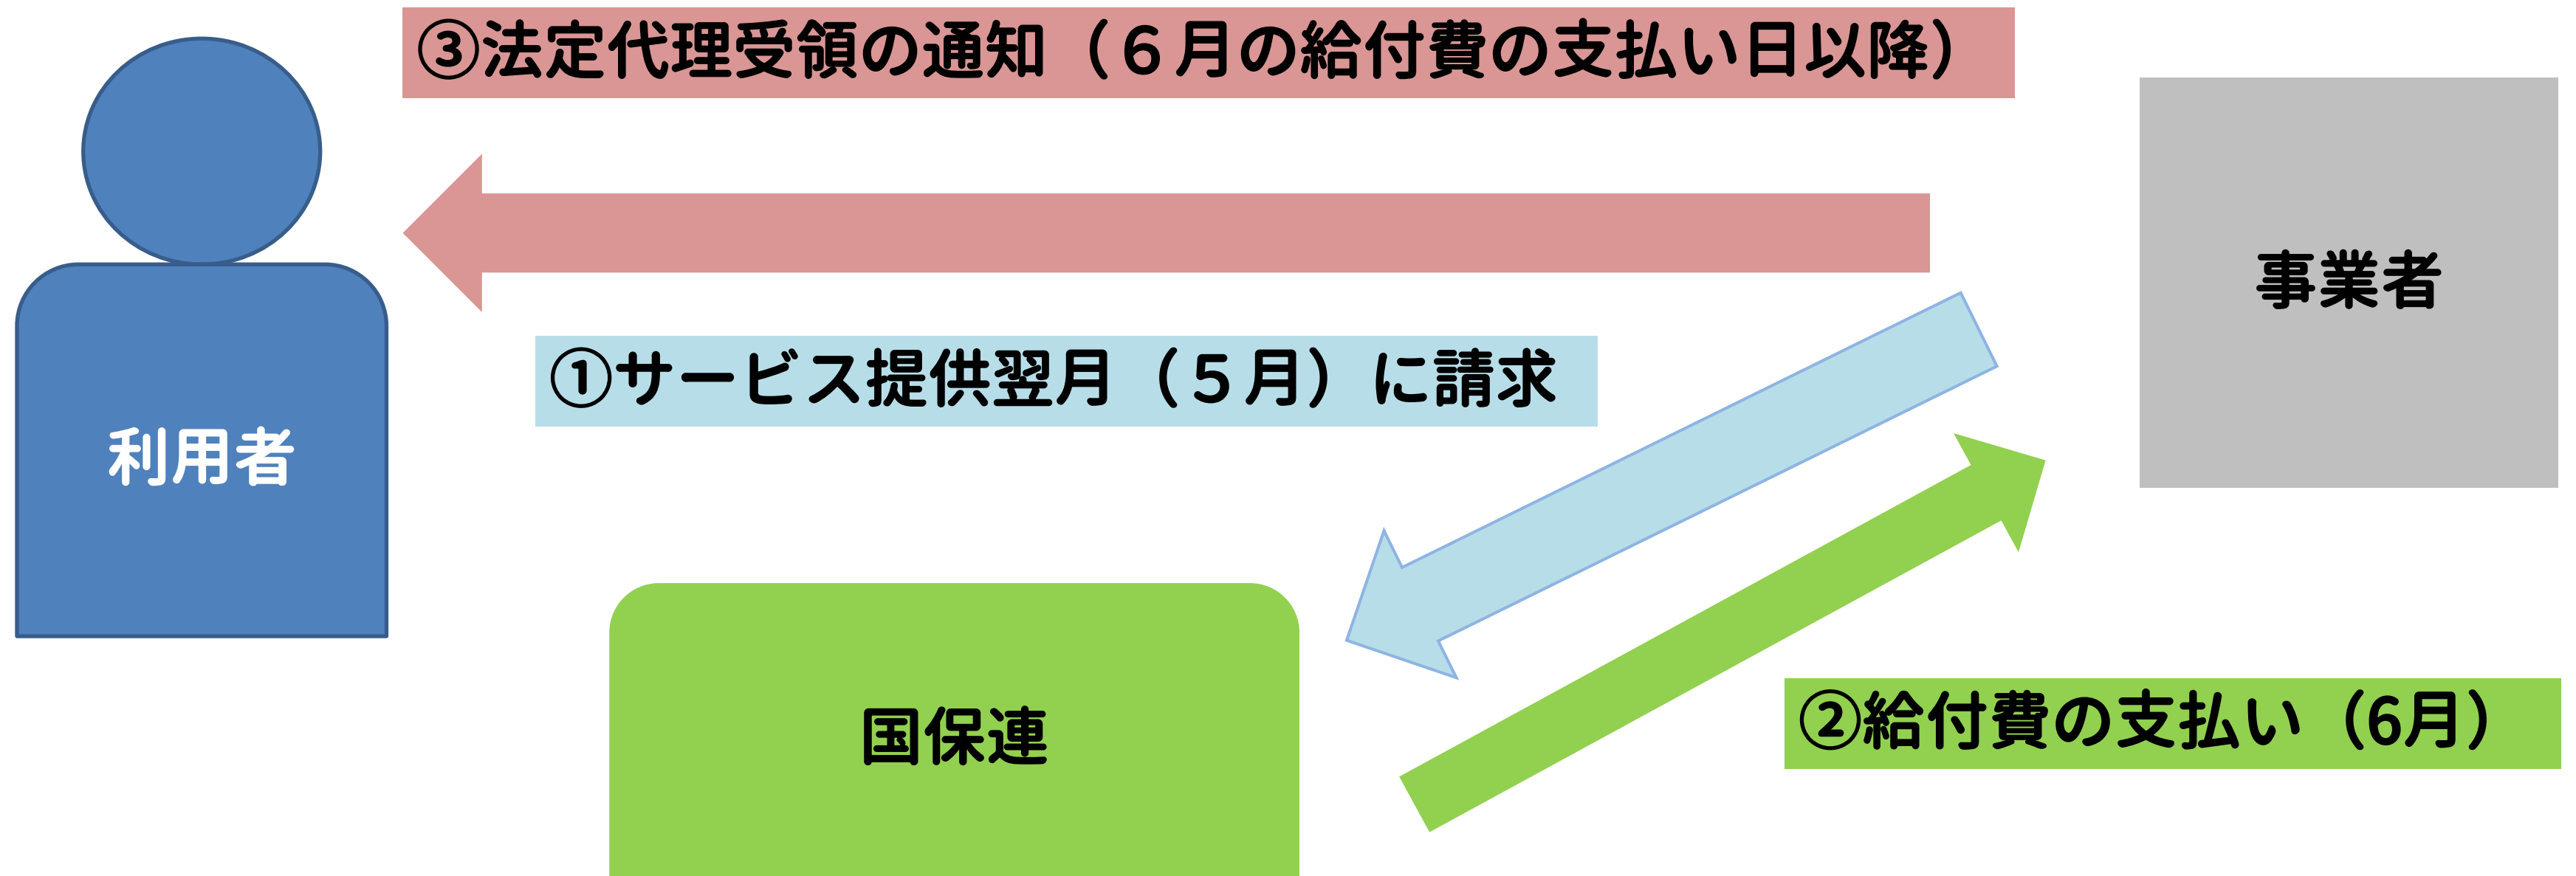 ③法定代理受領の通知（６月の給付費の支払い日以降）
事業者
①サービス提供翌月（５月）に請求
利用者
国保連
②給付費の支払い（6月）